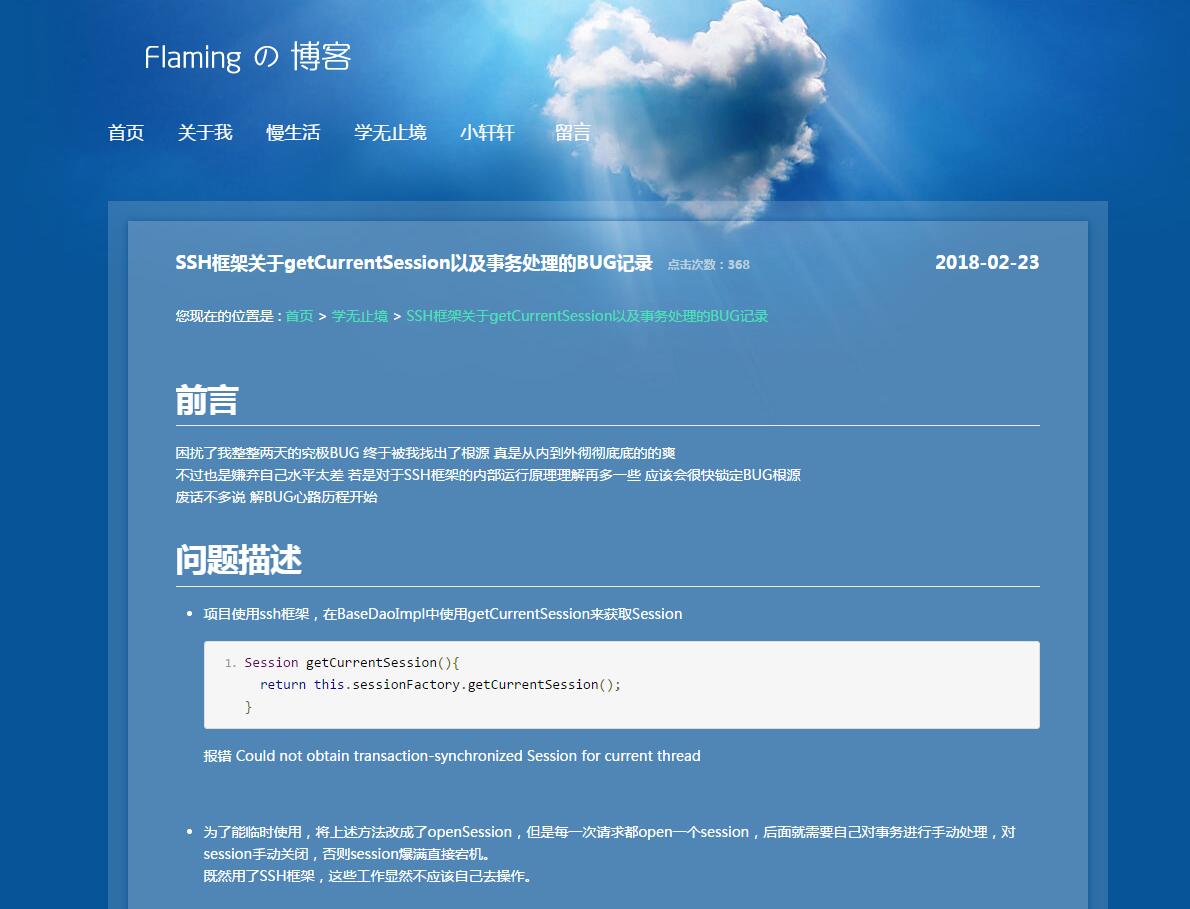 Flaming の 博客
首页 关于我 慢生活 学无止境 小轩轩 留言
SSH框架关于getCurrentSession以及事务处理的BUG记录 点击次数：368 2018-02-23
您现在的位置是：首页 > 学无止境 > SSH框架关于getCurrentSession以及事务处理的BUG记录
前言
困扰了我整整两天的究极BUG 终于被我找出了根源 真是从内到外彻彻底底的的爽
不过也是嫌弃自己水平太差 若是对于SSH框架的内部运行原理理解再多一些 应该会很快锁定BUG根源
废话不多说 解BUG心路历程开始
问题描述
• 项目使用ssh框架，在BaseDaoImpl中使用getCurrentSession来获取Session
1. Session getCurrentSession(){
return this.sessionFactory.getCurrentSession();
}
报错 Could not obtain transaction-synchronized Session for current thread
• 为了能临时使用，将上述方法改成了openSession，但是每一次请求都open一个session，后面就需要自己对事务进行手动处理，对
session手动关闭，否则session爆满直接宕机。
既然用了SSH框架，这些工作显然不应该自己去操作。